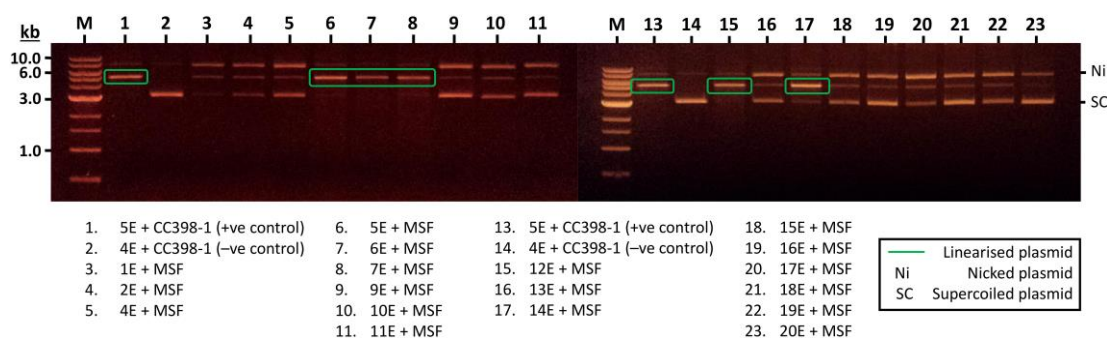 M 1 2 3 4 5 6 7 8 9 10 11 M 13 14 15 16 17 18 19 20 21 22 23
kb
10.0
6.0
3.0
1.0
Ni
SC
1. 5E + CC398-1 (+ve control)
2. 4E + CC398-1 (–ve control)
3. 1E + MSF
4. 2E + MSF
5. 4E + MSF
6. 5E + MSF
7. 6E + MSF
8. 7E + MSF
9. 9E + MSF
10. 10E + MSF
11. 11E + MSF
13. 5E + CC398-1 (+ve control)
14. 4E + CC398-1 (–ve control)
15. 12E + MSF
16. 13E + MSF
17. 14E + MSF
18. 15E + MSF
19. 16E + MSF
20. 17E + MSF
21. 18E + MSF
22. 19E + MSF
23. 20E + MSF
Linearised plasmid
Ni Nicked plasmid
SC Supercoiled plasmid